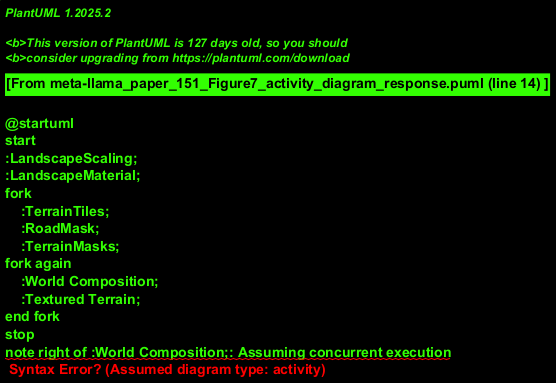 PlantUML 1.2025.2
<b>This version of PlantUML is 127 days old, so you should
<b>consider upgrading from https://plantuml.com/download
[From meta-llama_paper_151_Figure7_activity_diagram_response.puml (line 14) ]
@startuml
start
:LandscapeScaling;
:LandscapeMaterial;
fork
:TerrainTiles;
:RoadMask;
:TerrainMasks;
fork again
:World Composition;
:Textured Terrain;
end fork
stop
note right of :World Composition;: Assuming concurrent execution
Syntax Error? (Assumed diagram type: activity)